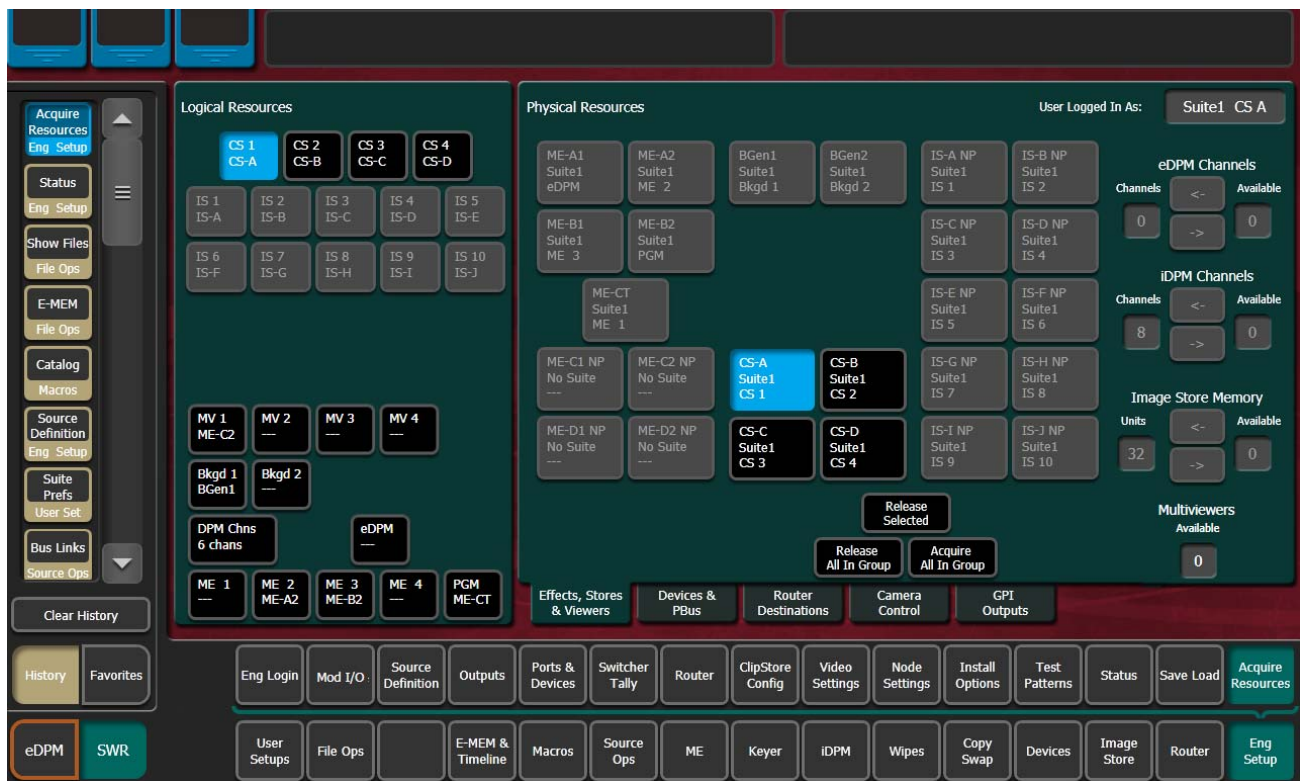 Acquire
Resources
Eng Setup
Status
Eng Setup
Show Files
File Ops
E-MEM
File Ops
Catalog
Macros
Source
Definition
Eng Setup
Suite
Prefs
User Set
Bus Links
Source Ops
Clear History
History
Favorites
eDPM
SWR
Logical Resources
CS 1
CS-A
CS 2
CS-B
CS 3
CS-C
CS 4
CS-D
IS 1
IS-A
IS 2
IS-B
IS 3
IS-C
IS 4
IS-D
IS 5
IS-E
IS 6
IS-F
IS 7
IS-G
IS 8
IS-H
IS 9
IS-I
IS 10
IS-J
MV 1
ME-C2
MV 2
---
MV 3
---
MV 4
---
Bkgd 1
BGen1
Bkgd 2
---
DPM Chns
6 chans
eDPM
---
ME 1
---
ME 2
ME-A2
ME 3
ME-B2
ME 4
---
PGM
ME-CT
Physical Resources
User Logged In As:
Suite1 CS A
ME-A1
Suite1
eDPM
ME-A2
Suite1
ME 2
BGen1
Suite1
Bkgd 1
BGen2
Suite1
Bkgd 2
IS-A NP
Suite1
IS 1
IS-B NP
Suite1
IS 2
ME-B1
Suite1
ME 3
ME-B2
Suite1
PGM
IS-C NP
Suite1
IS 3
IS-D NP
Suite1
IS 4
ME-CT
Suite1
ME 1
IS-E NP
Suite1
IS 5
IS-F NP
Suite1
IS 6
ME-C1 NP
No Suite
---
ME-C2 NP
No Suite
---
CS-A
Suite1
CS 1
CS-B
Suite1
CS 2
IS-G NP
Suite1
IS 7
IS-H NP
Suite1
IS 8
ME-D1 NP
No Suite
---
ME-D2 NP
No Suite
---
CS-C
Suite1
CS 3
CS-D
Suite1
CS 4
IS-I NP
Suite1
IS 9
IS-J NP
Suite1
IS 10
Release
Selected
Release
All In Group
Acquire
All In Group
eDPM Channels
Channels
<-
Available
0
->
0
iDPM Channels
Channels
<-
Available
8
->
0
Image Store Memory
Units
<-
Available
32
->
0
Multiviewers
Available
0
Effects, Stores
& Viewers
Devices &
PBus
Router
Destinations
Camera
Control
GPI
Outputs
Eng Login
Mod I/O :
Source
Definition
Outputs
Ports &
Devices
Switcher
Tally
Router
ClipStore
Config
Video
Settings
Node
Settings
Install
Options
Test
Patterns
Status
Save Load
Acquire
Resources
User
Setups
File Ops
E-MEM &
Timeline
Macros
Source
Ops
ME
Keyer
iDPM
Wipes
Copy
Swap
Devices
Image
Store
Router
Eng
Setup